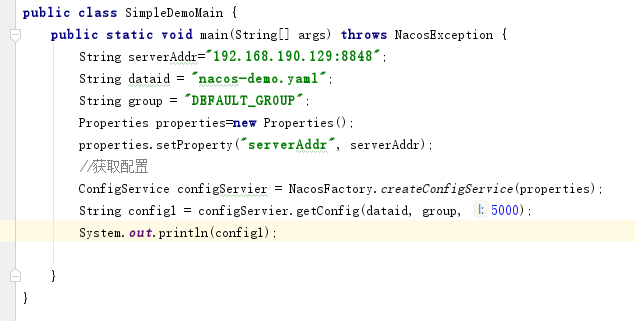 public class SimpleDemoMain {
    public static void main(String[] args) throws NacosException {
        String serverAddr="192.168.190.129:8848";
        String dataid = "nacos-demo.yaml";
        String group = "DEFAULT_GROUP";
        Properties properties=new Properties();
        properties.setProperty("serverAddr", serverAddr);
        //获取配置
        ConfigService configServier = NacosFactory.createConfigService(properties);
        String config1 = configServier.getConfig(dataid, group, l: 5000);
        System.out.println(config1);
    }
}